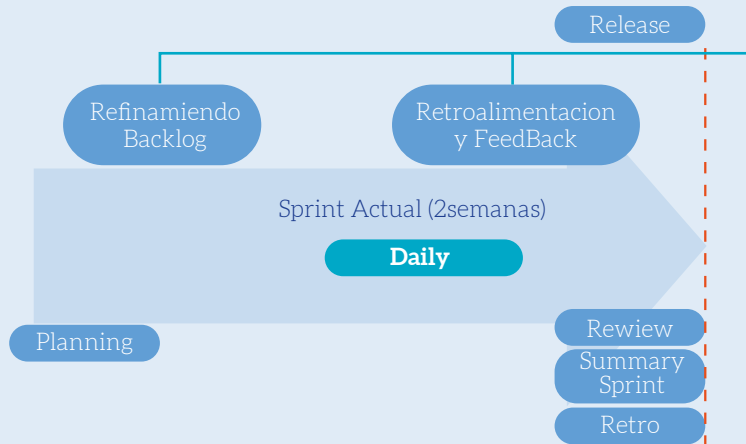 Release
Refinamiendo
Backlog
Retroalimentacion
y FeedBack
Sprint Actual (2semanas)
Daily
Planning
Rewiew
Summary
Sprint
Retro